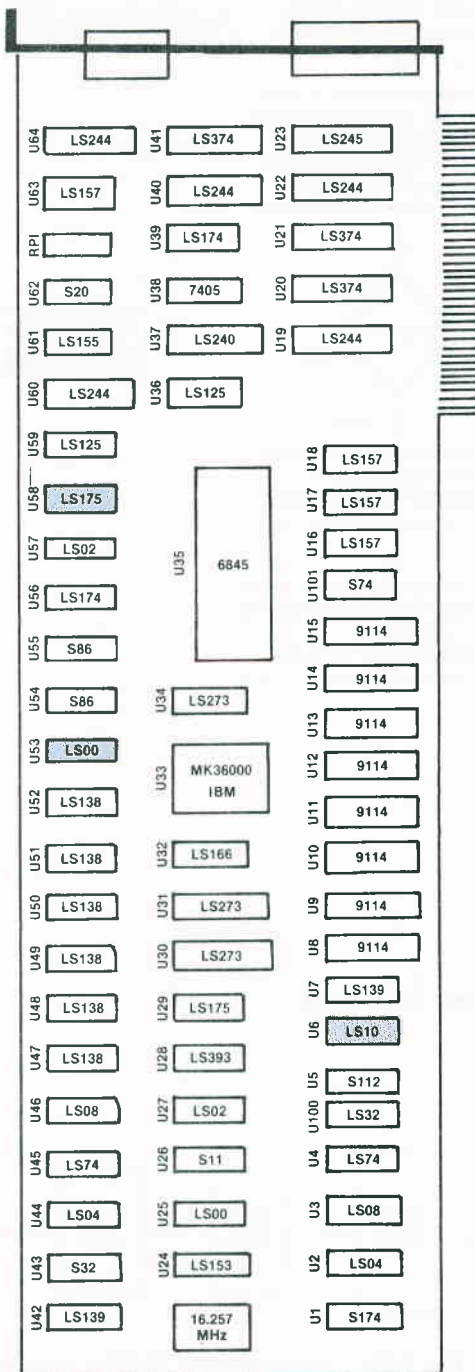 U64 LS244 U41 LS374 U23 LS245
U63 LS157 U40 LS244 U22 LS244
RPI U39 LS174 U21 LS374
U62 S20 U38 7405 U20 LS374
U61 LS155 U37 LS240 U19 LS244
U60 LS244 U36 LS125
U59 LS125 U18 LS157
U58 LS175 U17 LS157
U57 LS02 U35 6845 U16 LS157
U56 LS174 U101 S74
U55 S86 U15 9114
U54 S86 U34 LS273 U14 9114
U13 9114
U53 LS00 U33 MK36000
IBM
U12 9114
U52 LS138 U11 9114
U51 LS138 U32 LS166 U10 9114
U50 LS138 U31 LS273 U9 9114
U49 LS138 U30 LS273 U8 9114
U7 LS139
U48 LS138 U29 LS175 U6 LS10
U47 LS138 U28 LS393 U5 S112
U46 LS08 U27 LS02 U100 LS32
U45 LS74 U26 S11 U4 LS74
U44 LS04 U25 LS00 U3 LS08
U43 S32 U24 LS153 U2 LS04
U42 LS139 16.257
MHz
U1 S174